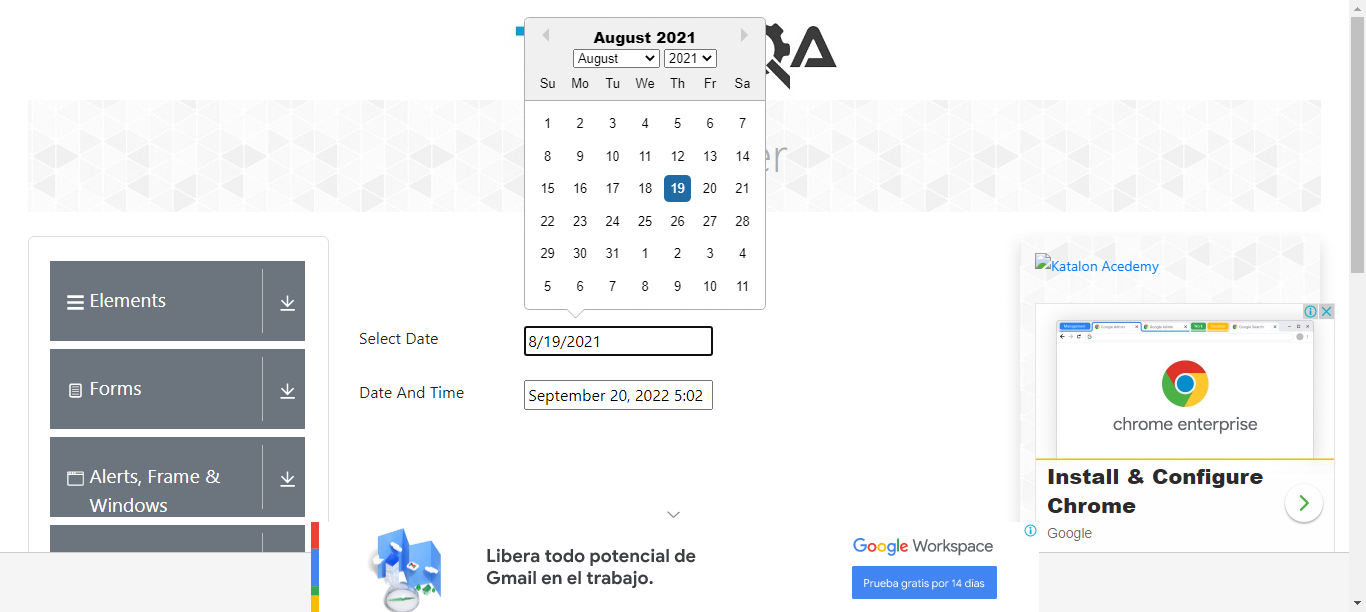 QA
August 2021
August 2021
Su Mo Tu We Th Fr Sa
1 2 3 4 5 6 7
8 9 10 11 12 13 14
15 16 17 18 19 20 21
22 23 24 25 26 27 28
29 30 31 1 2 3 4
5 6 7 8 9 10 11
er
Elements
Forms
Alerts, Frame &
Windows
Select Date
8/19/2021
Date And Time
September 20, 2022 5:02
Katalon Acedemy
chrome enterprise
Install & Configure
Chrome
Google
Libera todo potencial de
Gmail en el trabajo.
Google Workspace
Prueba gratis por 14 días